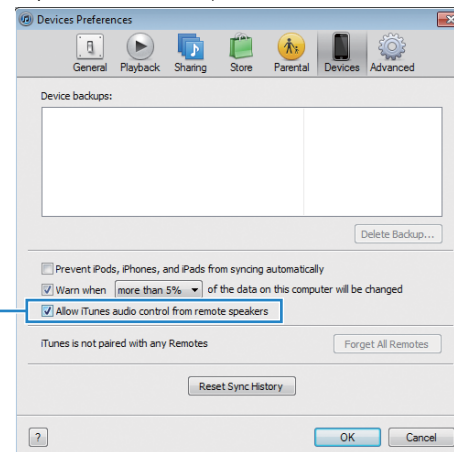 Devices Preferences
General Playback Sharing Store Parental Devices Advanced
Device backups:
Delete Backup...
Prevent iPods, iPhones, and iPads from syncing automatically
Warn when more than 5% of the data on this computer will be changed
Allow iTunes audio control from remote speakers
iTunes is not paired with any Remotes Forget All Remotes
Reset Sync History
? OK Cancel